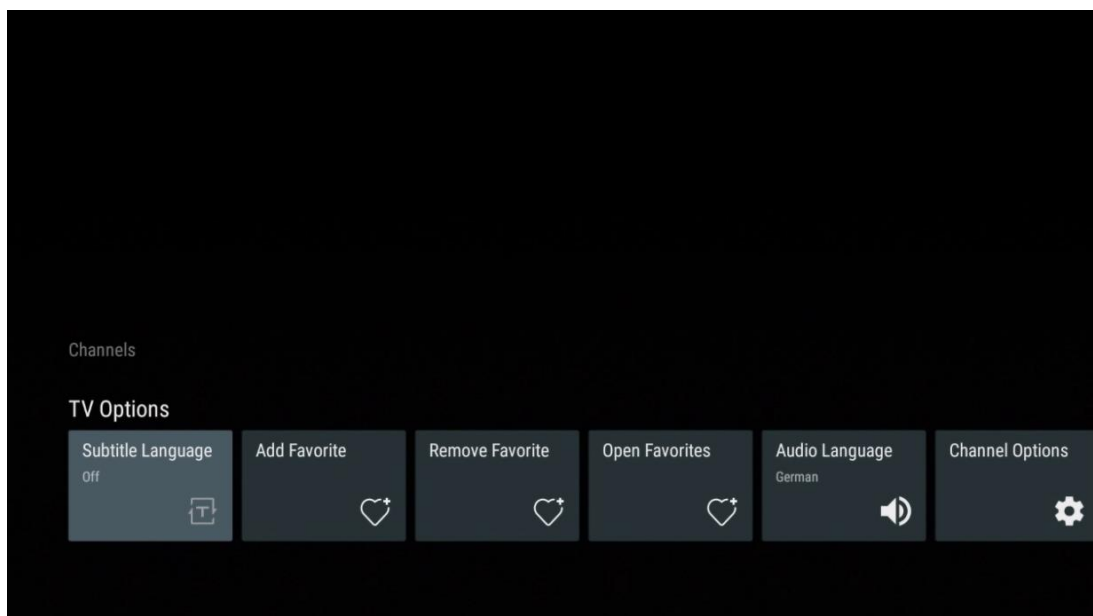 Channels
TV Options
Subtitle Language
Off
Add Favorite
Remove Favorite
Open Favorites
Audio Language
German
Channel Options